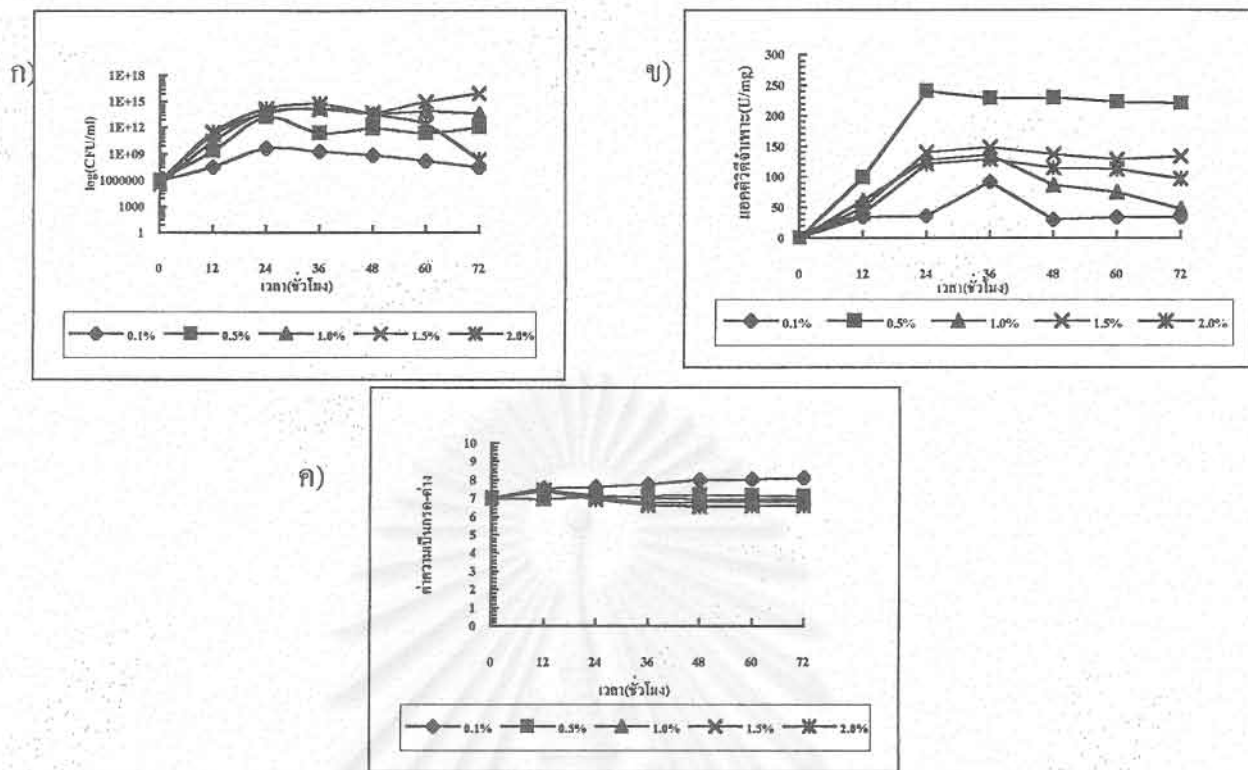 ก)
1E+18
1E+15
1E+12
1E+09
1000000
1000
1
log(CFU/ml)
0 12 24 36 48 60 72
เวลา(ชั่วโมง)
0.1% 0.5% 1.0% 1.5% 2.0%
ข)
300
250
200
150
100
50
0
แอคติวิตีจำเพาะ(U/mg)
0 12 24 36 48 60 72
เวลา(ชั่วโมง)
0.1% 0.5% 1.0% 1.5% 2.0%
ค)
10
9
8
7
6
5
4
3
2
1
0
ค่าความเป็นกรด-ด่าง
0 12 24 36 48 60 72
เวลา(ชั่วโมง)
0.1% 0.5% 1.0% 1.5% 2.0%